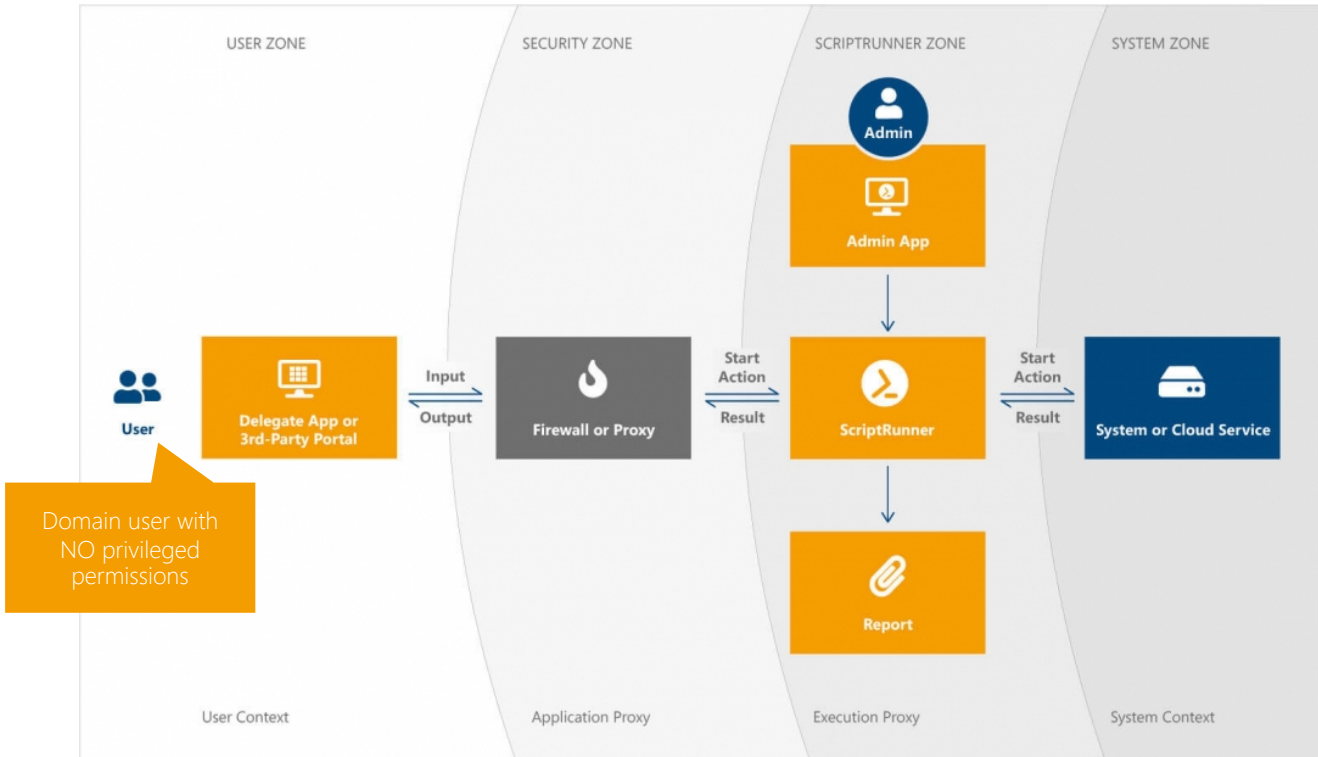 USER ZONE
SECURITY ZONE
SCRIPTRUNNER ZONE
SYSTEM ZONE
Admin
Admin App
User
Delegate App or
3rd-Party Portal
Input
Output
Firewall or Proxy
Start
Action
Result
ScriptRunner
Start
Action
Result
System or Cloud Service
Domain user with
NO privileged
permissions
Report
User Context
Application Proxy
Execution Proxy
System Context